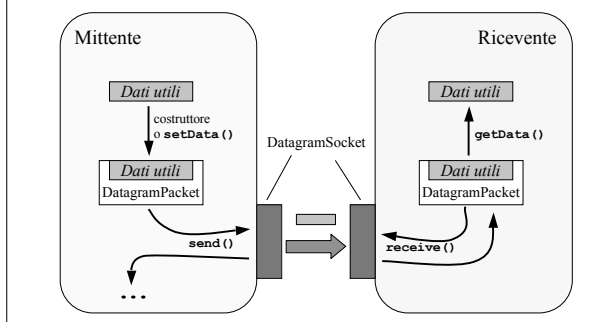 Mittente
Ricevente
Dati utili
Dati utili
costruttore
o setData()
getData()
DatagramSocket
Dati utili
Dati utili
DatagramPacket
DatagramPacket
send()
receive()
...